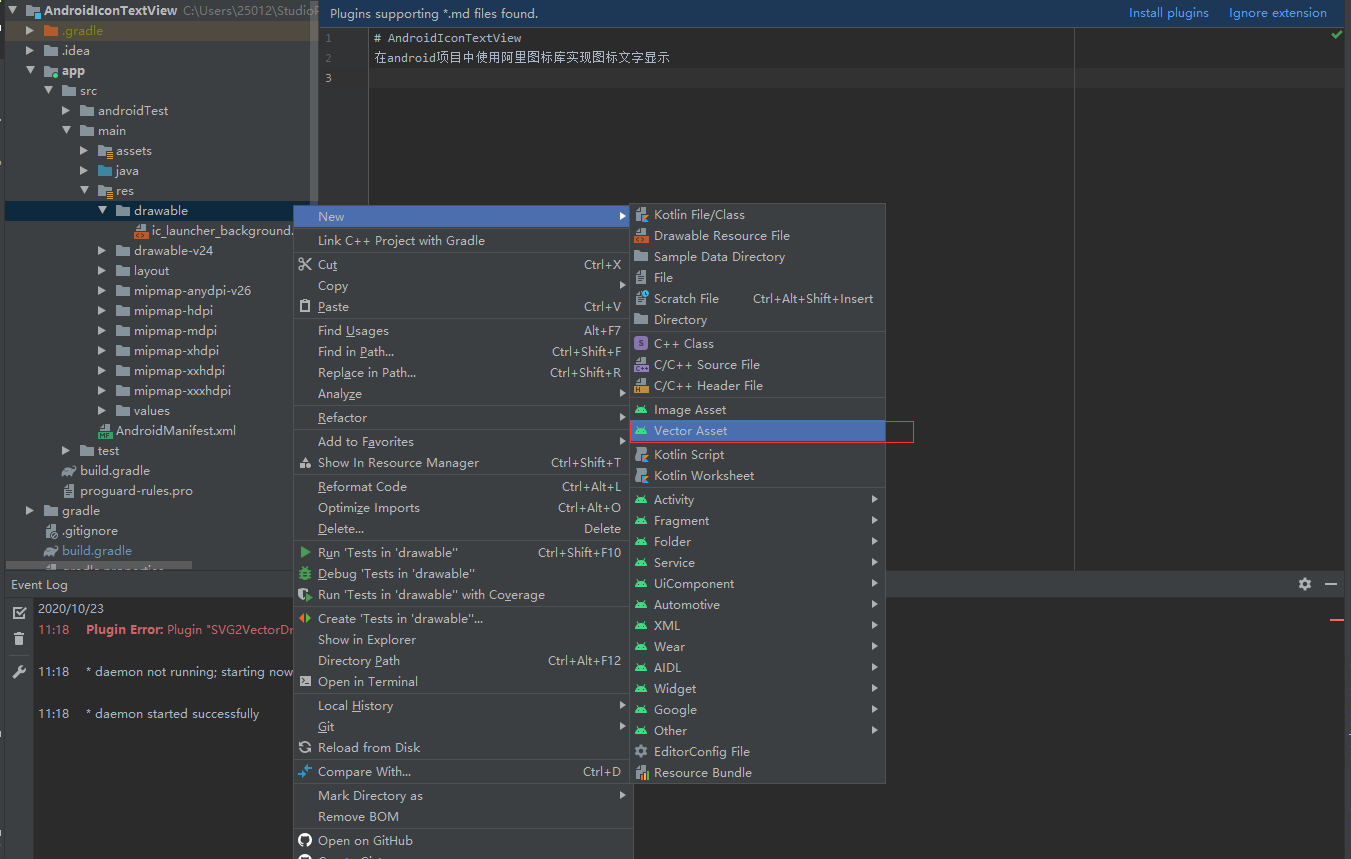 AndroidIconTextView C:\Users\25012\StudioP
.gradle
.idea
app
src
androidTest
main
assets
java
res
drawable
ic_launcher_background.
drawable-v24
layout
mipmap-anydpi-v26
mipmap-hdpi
mipmap-mdpi
mipmap-xhdpi
mipmap-xxhdpi
mipmap-xxxhdpi
values
AndroidManifest.xml
test
build.gradle
proguard-rules.pro
gradle
.gitignore
build.gradle
gradle.properties
Plugins supporting *.md files found.
Install plugins
Ignore extension
1 # AndroidIconTextView
2 在android项目中使用阿里图标库实现图标文字显示
3
New
Link C++ Project with Gradle
Cut Ctrl+X
Copy
Paste Ctrl+V
Find Usages Alt+F7
Find in Path... Ctrl+Shift+F
Replace in Path... Ctrl+Shift+R
Analyze
Refactor
Add to Favorites
Show In Resource Manager Ctrl+Shift+T
Reformat Code Ctrl+Alt+L
Optimize Imports Ctrl+Alt+O
Delete... Delete
Run 'Tests in 'drawable'' Ctrl+Shift+F10
Debug 'Tests in 'drawable''
Run 'Tests in 'drawable'' with Coverage
Create 'Tests in 'drawable''...
Show in Explorer
Directory Path Ctrl+Alt+F12
Open in Terminal
Local History
Git
Reload from Disk
Compare With... Ctrl+D
Mark Directory as
Remove BOM
Open on GitHub
Kotlin File/Class
Drawable Resource File
Sample Data Directory
File
Scratch File Ctrl+Alt+Shift+Insert
Directory
S C++ Class
C++ C/C++ Source File
H C/C++ Header File
Image Asset
Vector Asset
Kotlin Script
Kotlin Worksheet
Activity
Fragment
Folder
Service
UiComponent
Automotive
XML
Wear
AIDL
Widget
Google
Other
EditorConfig File
Resource Bundle
Event Log
2020/10/23
11:18 Plugin Error: Plugin "SVG2VectorDr
11:18 * daemon not running; starting now
11:18 * daemon started successfully